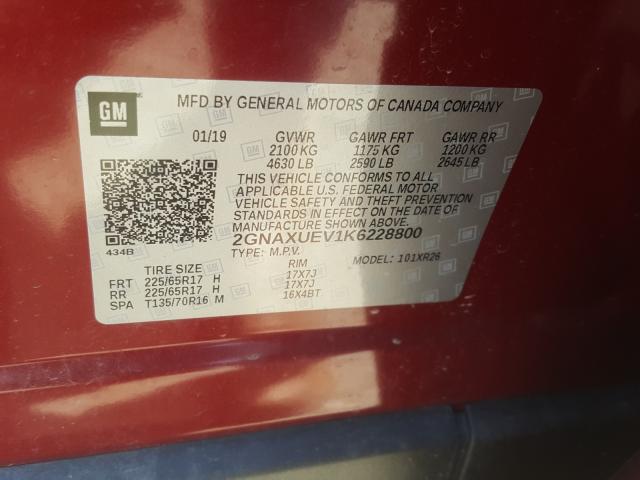 GM
MFD BY GENERAL MOTORS OF CANADA COMPANY
01/19 GVWR GAWR FRT GAWR RR
2100 KG 1175 KG 1200 KG
4630 LB 2590 LB 2645 LB
THIS VEHICLE CONFORMS TO ALL
APPLICABLE U.S. FEDERAL MOTOR
VEHICLE SAFETY AND THEFT PREVENTION
STANDARDS IN EFFECT ON THE DATE OF
MANUFACTURE SHOWN ABOVE.
2GNAXUEV1K6228800
434B
TYPE: M.P.V. MODEL: 101XR26
TIRE SIZE RIM
FRT 225/65R17 H 17X7J
RR 225/65R17 H 17X7J
SPA T135/70R16 M 16X4BT